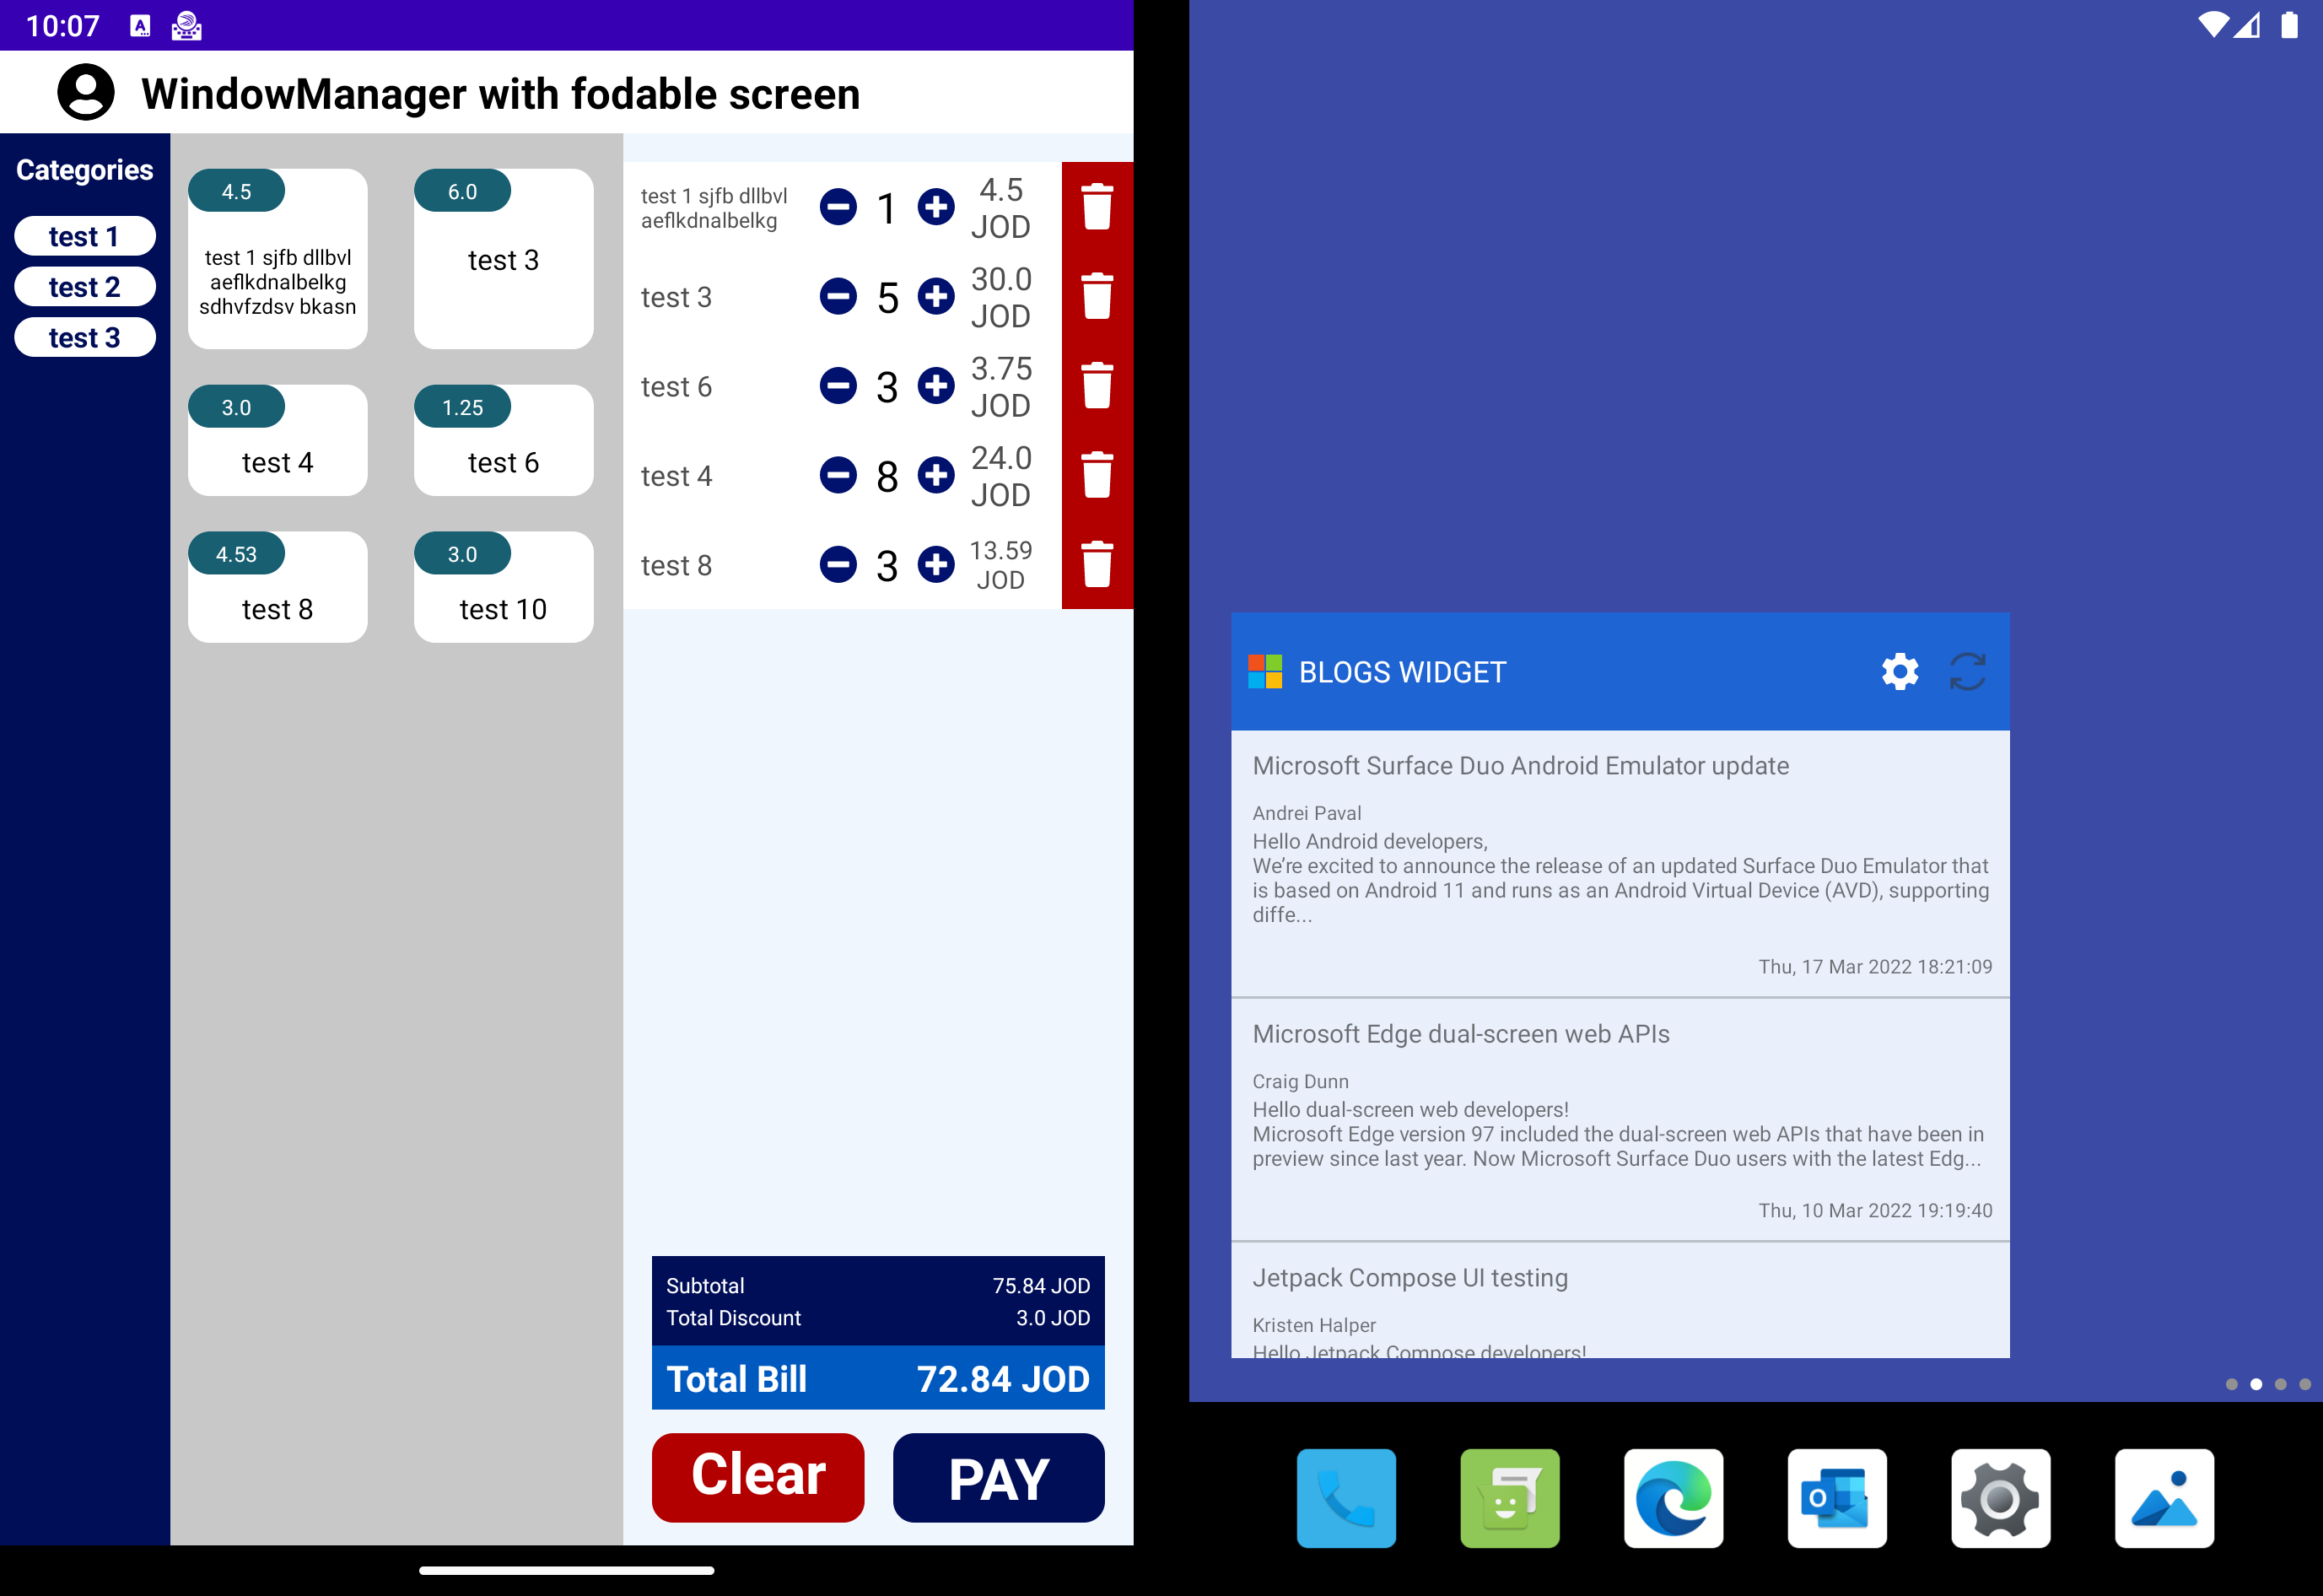 10:07
WindowManager with fodable screen
Categories
test 1
test 2
test 3
4.5
test 1 sjfb dllbvl
aeflkdnalbelkg
sdhvfzdsv bkasn
6.0
test 3
3.0
test 4
1.25
test 6
4.53
test 8
3.0
test 10
test 1 sjfb dllbvl
aeflkdnalbelkg
1
4.5
JOD
test 3
5
30.0
JOD
test 6
3
3.75
JOD
test 4
8
24.0
JOD
test 8
3
13.59
JOD
Subtotal 75.84 JOD
Total Discount 3.0 JOD
Total Bill 72.84 JOD
Clear
PAY
BLOGS WIDGET
Microsoft Surface Duo Android Emulator update
Andrei Paval
Hello Android developers,
We’re excited to announce the release of an updated Surface Duo Emulator that
is based on Android 11 and runs as an Android Virtual Device (AVD), supporting
diffe...
Thu, 17 Mar 2022 18:21:09
Microsoft Edge dual-screen web APIs
Craig Dunn
Hello dual-screen web developers!
Microsoft Edge version 97 included the dual-screen web APIs that have been in
preview since last year. Now Microsoft Surface Duo users with the latest Edg...
Thu, 10 Mar 2022 19:19:40
Jetpack Compose UI testing
Kristen Halper
Hello Jetpack Compose developers!